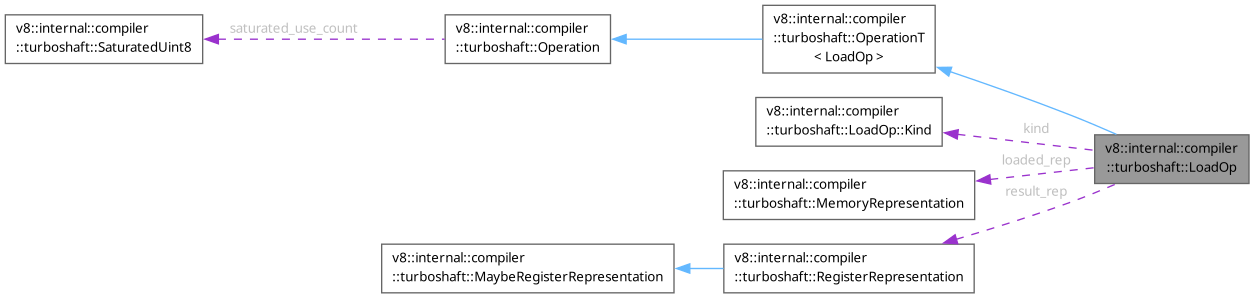 v8::internal::compiler
::turboshaft::SaturatedUint8
saturated_use_count
v8::internal::compiler
::turboshaft::Operation
v8::internal::compiler
::turboshaft::OperationT
< LoadOp >
v8::internal::compiler
::turboshaft::LoadOp::Kind
kind
v8::internal::compiler
::turboshaft::LoadOp
loaded_rep
v8::internal::compiler
::turboshaft::MemoryRepresentation
result_rep
v8::internal::compiler
::turboshaft::MaybeRegisterRepresentation
v8::internal::compiler
::turboshaft::RegisterRepresentation